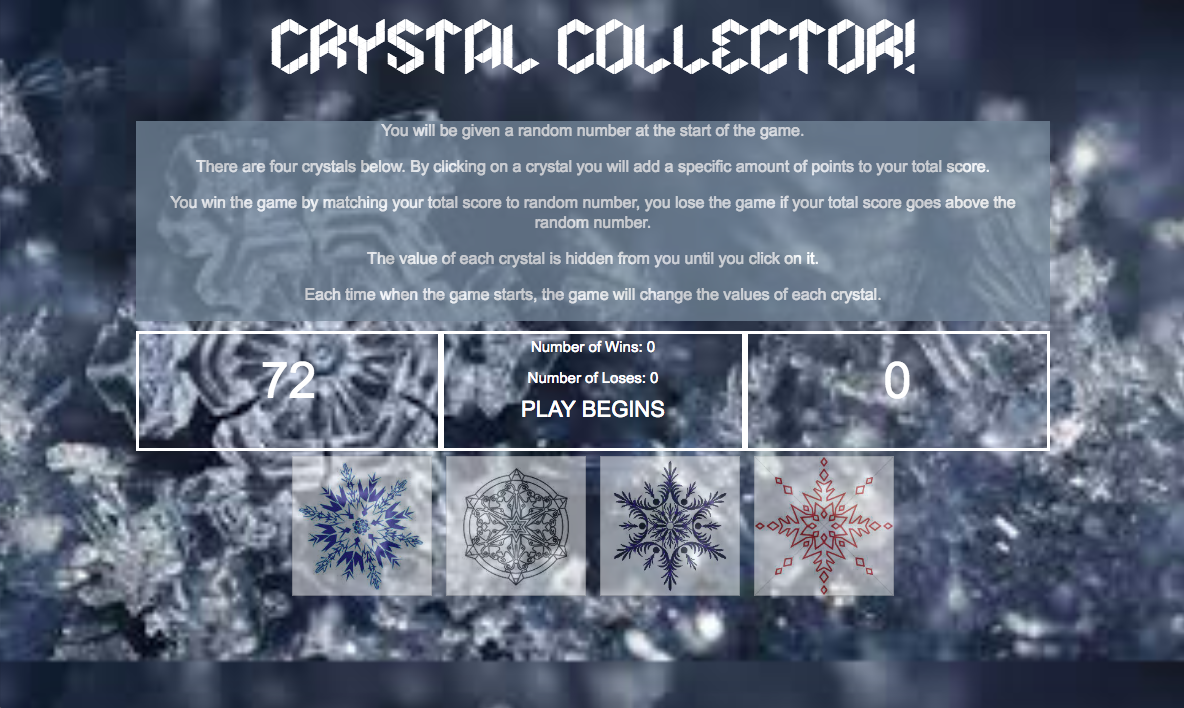 CRYSTAL COLLECTOR!
You will be given a random number at the start of the game.
There are four crystals below. By clicking on a crystal you will add a specific amount of points to your total score.
You win the game by matching your total score to random number, you lose the game if your total score goes above the
random number.
The value of each crystal is hidden from you until you click on it.
Each time when the game starts, the game will change the values of each crystal.
72
Number of Wins: 0
Number of Loses: 0
PLAY BEGINS
0